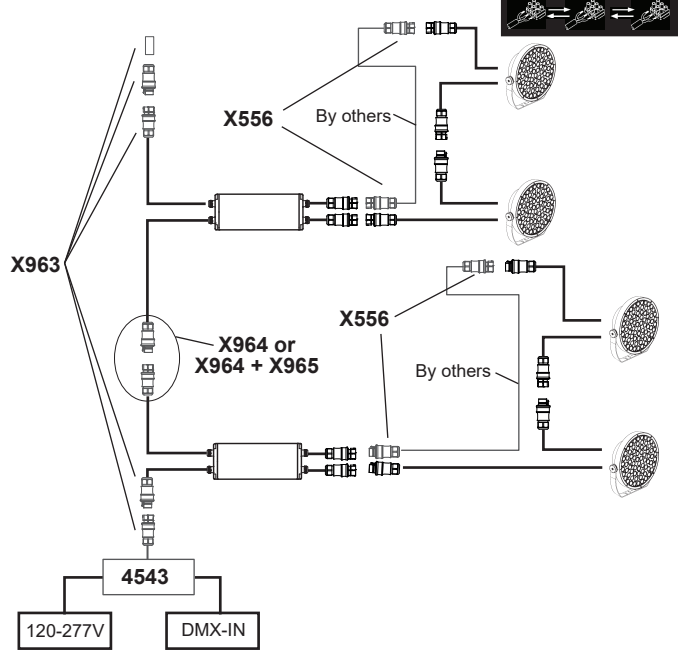 X556
By others
X963
X556
X964 or
X964 + X965
By others
4543
120-277V
DMX-IN